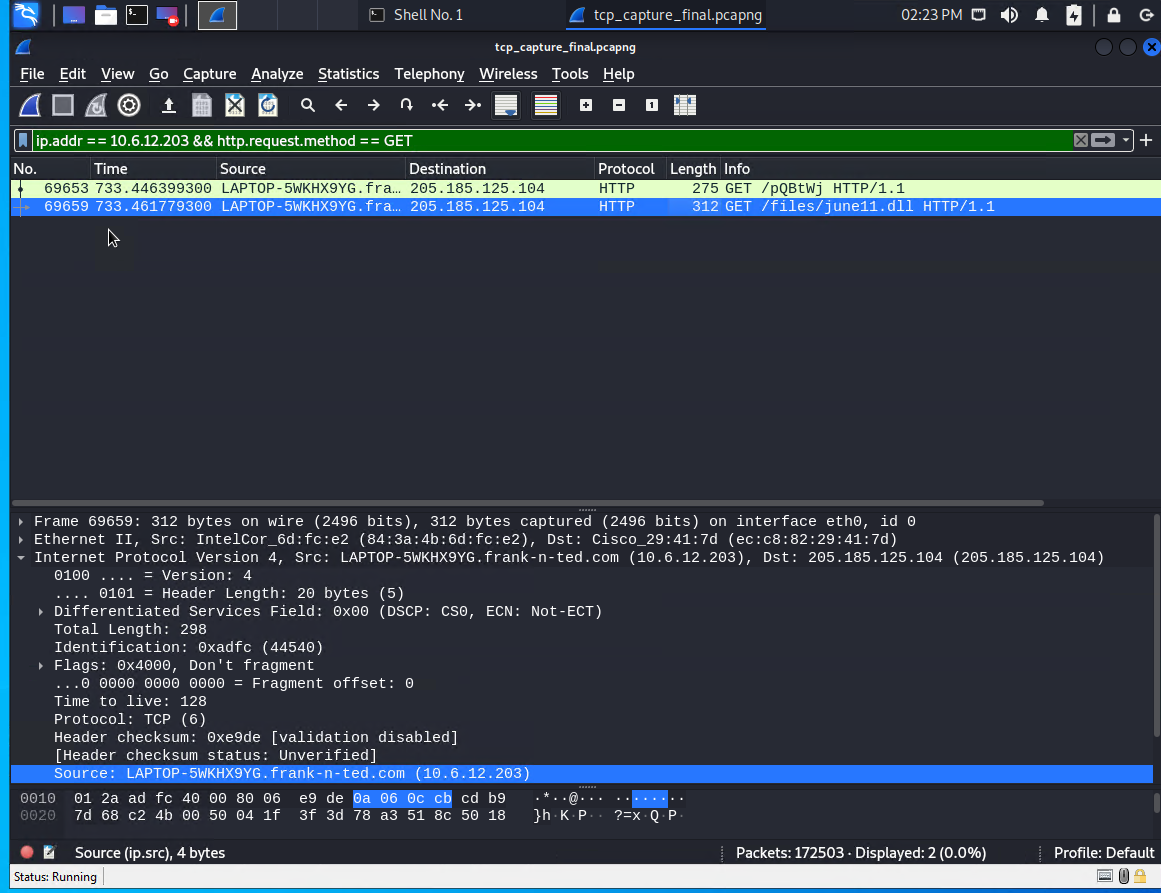 Shell No. 1
tcp_capture_final.pcapng
02:23 PM
tcp_capture_final.pcapng
File Edit View Go Capture Analyze Statistics Telephony Wireless Tools Help
ip.addr == 10.6.12.203 && http.request.method == GET
No. Time Source Destination Protocol Length Info
69653 733.446399300 LAPTOP-5WKHX9YG.fra… 205.185.125.104 HTTP 275 GET /pQBtWj HTTP/1.1
69659 733.461779300 LAPTOP-5WKHX9YG.fra… 205.185.125.104 HTTP 312 GET /files/june11.dll HTTP/1.1
Frame 69659: 312 bytes on wire (2496 bits), 312 bytes captured (2496 bits) on interface eth0, id 0
Ethernet II, Src: IntelCor_6d:fc:e2 (84:3a:4b:6d:fc:e2), Dst: Cisco_29:41:7d (ec:c8:82:29:41:7d)
Internet Protocol Version 4, Src: LAPTOP-5WKHX9YG.frank-n-ted.com (10.6.12.203), Dst: 205.185.125.104 (205.185.125.104)
0100 .... = Version: 4
.... 0101 = Header Length: 20 bytes (5)
Differentiated Services Field: 0x00 (DSCP: CS0, ECN: Not-ECT)
Total Length: 298
Identification: 0xadfc (44540)
Flags: 0x4000, Don't fragment
...0 0000 0000 0000 = Fragment offset: 0
Time to live: 128
Protocol: TCP (6)
Header checksum: 0xe9de [validation disabled]
[Header checksum status: Unverified]
Source: LAPTOP-5WKHX9YG.frank-n-ted.com (10.6.12.203)
0010 01 2a ad fc 40 00 80 06 e9 de 0a 06 0c cb cd b9 ·*··@··· ········
0020 7d 68 c2 4b 00 50 04 1f 3f 3d 78 a3 51 8c 50 18 }h·K·P·· ?=x·Q·P·
Source (ip.src), 4 bytes
Packets: 172503 · Displayed: 2 (0.0%)
Profile: Default
Status: Running